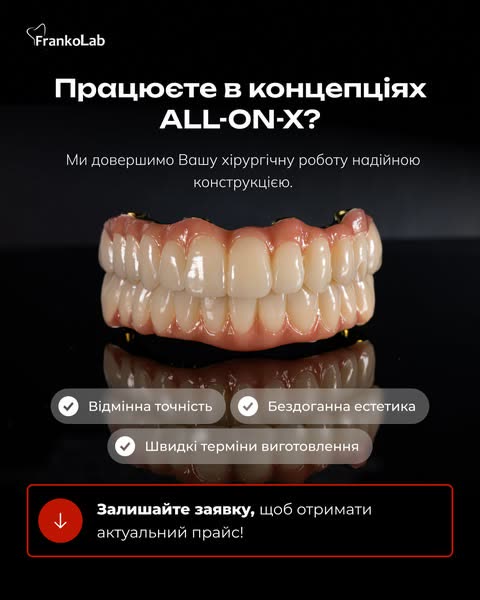 FrankoLab
Працюєте в концепціях
ALL-ON-X?
Ми довершимо Вашу хірургічну роботу надійною
конструкцією.
Відмінна точність
Бездоганна естетика
Швидкі терміни виготовлення
Залишайте заявку, щоб отримати
актуальний прайс!